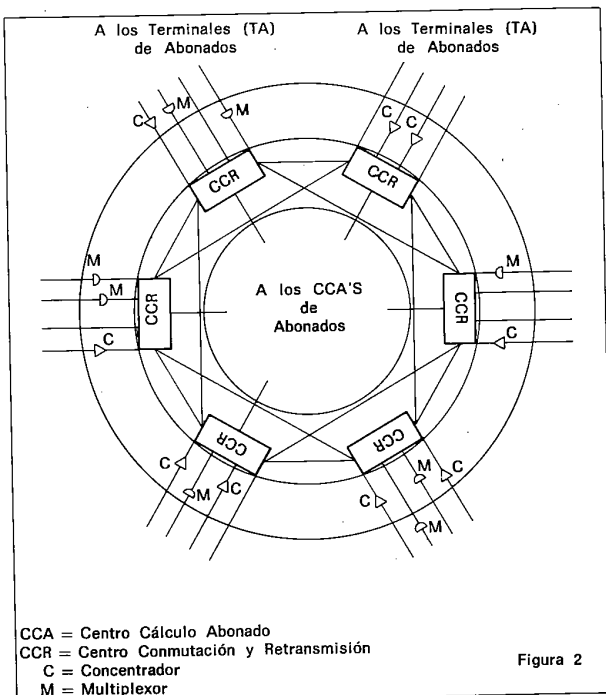 A los Terminales (TA)
de Abonados
A los Terminales (TA)
de Abonados
C
M
M
C
C
CCR
CCR
M
M
C
CCR
M
C
CCR
A los CCA'S
de
Abonados
C
M
C
CCR
C
M
M
C
CCR
CCA = Centro Cálculo Abonado
CCR = Centro Conmutación y Retransmisión
C = Concentrador
M = Multiplexor
Figura 2